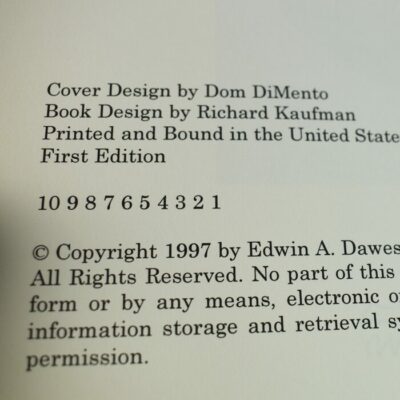 Cover Design by Dom DiMento
Book Design by Richard Kaufman
Printed and Bound in the United State
First Edition
10 9 8 7 6 5 4 3 2 1
© Copyright 1997 by Edwin A. Dawes
All Rights Reserved. No part of this
form or by any means, electronic o
information storage and retrieval sy
permission.